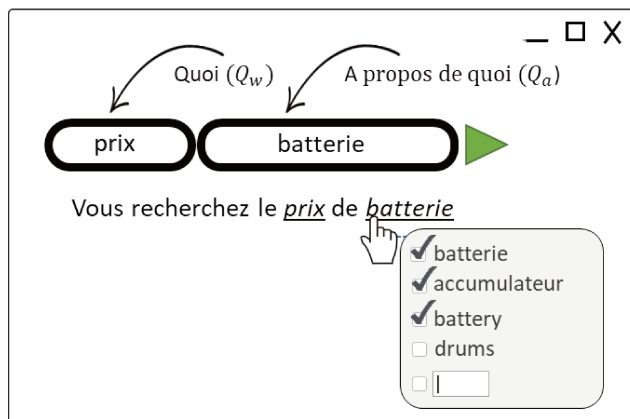 Quoi (Q_w) A propos de quoi (Q_a)
prix batterie
Vous recherchez le prix de batterie
batterie
accumulateur
battery
drums